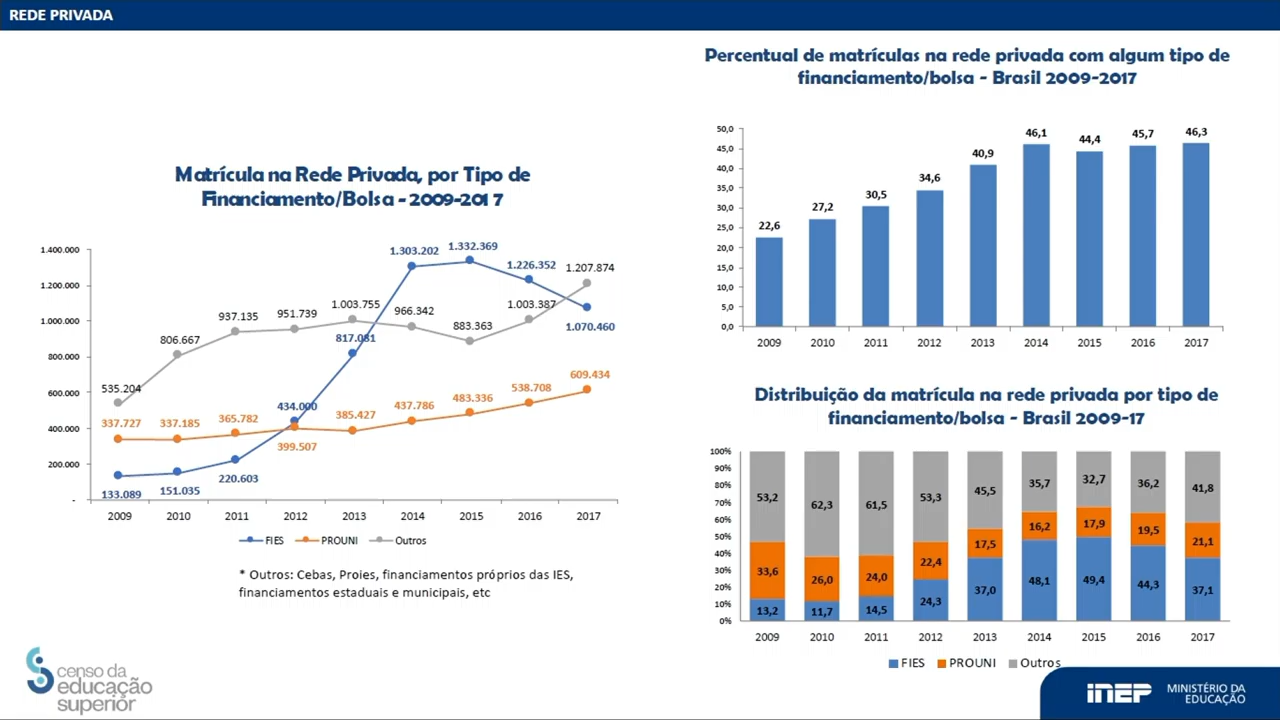 REDE PRIVADA
Matrícula na Rede Privada, por Tipo de
Financiamento/Bolsa - 2009-2017
1.400.000
1.200.000
1.000.000
800.000
600.000
400.000
200.000
-
535.204
806.667
937.135
951.739
1.003.755
966.342
883.363
1.003.387
1.207.874
337.727
337.185
365.782
399.507
385.427
437.786
483.336
538.708
609.434
133.089
151.035
220.603
434.000
817.081
1.303.202
1.332.369
1.226.352
1.070.460
2009 2010 2011 2012 2013 2014 2015 2016 2017
FIES PROUNI Outros
* Outros: Cebas, Proies, financiamentos próprios das IES,
financiamentos estaduais e municipais, etc
Percentual de matrículas na rede privada com algum tipo de
financiamento/bolsa - Brasil 2009-2017
50,0
45,0
40,0
35,0
30,0
25,0
20,0
15,0
10,0
5,0
0,0
22,6 27,2 30,5 34,6 40,9 46,1 44,4 45,7 46,3
2009 2010 2011 2012 2013 2014 2015 2016 2017
Distribuição da matrícula na rede privada por tipo de
financiamento/bolsa - Brasil 2009-17
100%
90%
80%
70%
60%
50%
40%
30%
20%
10%
0%
53,2 62,3 61,5 53,3 45,5 35,7 32,7 36,2 41,8
33,6 26,0 24,0 22,4 17,5 16,2 17,9 19,5 21,1
13,2 11,7 14,5 24,3 37,0 48,1 49,4 44,3 37,1
2009 2010 2011 2012 2013 2014 2015 2016 2017
FIES PROUNI Outros
censo da
educação
superior
INEP
MINISTÉRIO DA
EDUCAÇÃO